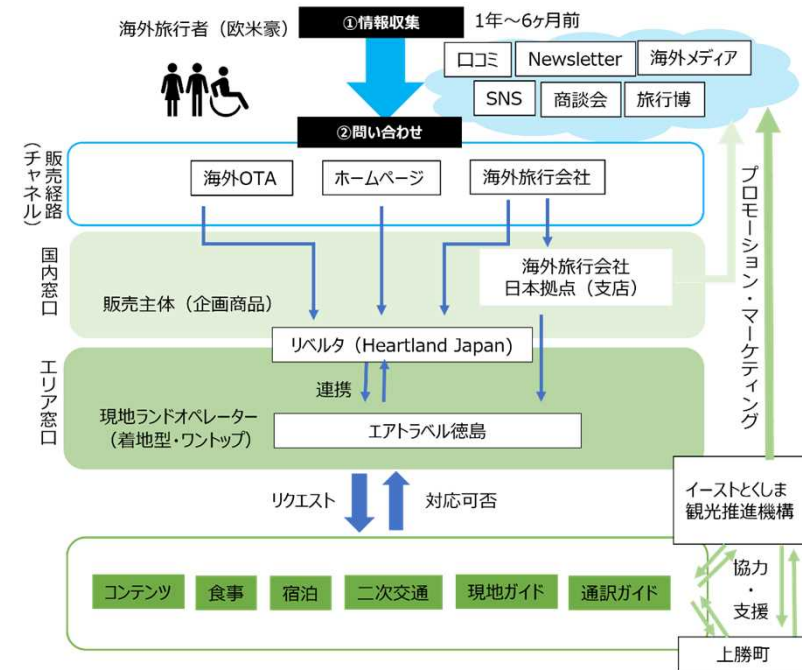 海外旅行者（欧米豪）
①情報収集
1年～6ヶ月前
口コミ
Newsletter
海外メディア
SNS
商談会
旅行博
②問い合わせ
販売経路
（チャネル）
海外OTA
ホームページ
海外旅行会社
国内窓口
海外旅行会社
日本拠点（支店）
販売主体（企画商品）
リベルタ（Heartland Japan)
プロモーション・マーケティング
エリア窓口
連携
現地ランドオペレーター
（着地型・ワントップ）
エアトラベル徳島
リクエスト
対応可否
イーストとくしま
観光推進機構
コンテンツ
食事
宿泊
二次交通
現地ガイド
通訳ガイド
協力
・
支援
上勝町